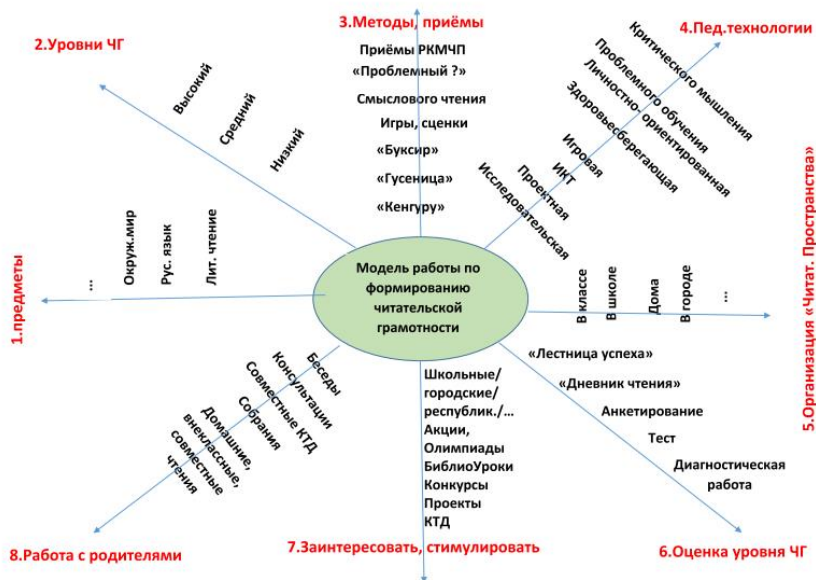 3.Методы, приёмы
Приёмы РКМЧП
«Проблемный ?»
Смыслового чтения
Игры, сценки
«Буксир»
«Гусеница»
«Кенгуру»
2.Уровни ЧГ
Высокий
Средний
Низкий
4.Пед.технологии
Критического мышления
Проблемного обучения
Личностно- ориентированная
Здоровьесберегающая
Игровая
ИКТ
Проектная
Исследовательская
1.предметы
...
Окруж.мир
Рус. язык
Лит. чтение
Модель работы по
формированию
читательской
грамотности
В классе
В школе
Дома
В городе
...
5.Организация «Читат. Пространства»
«Лестница успеха»
«Дневник чтения»
Анкетирование
Тест
Диагностическая
работа
6.Оценка уровня ЧГ
Школьные/
городские/
республик./...
Акции,
Олимпиады
БиблиоУроки
Конкурсы
Проекты
КТД
7.Заинтересовать, стимулировать
Беседы
Консультации
Совместные КТД
Собрания
Домашние,
внеклассные,
совместные
чтения
8.Работа с родителями